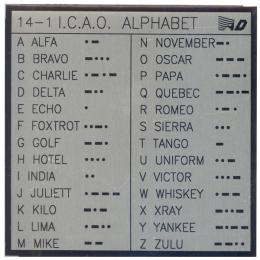 14-1 I.C.A.O. ALPHABET
A ALFA
B BRAVO
C CHARLIE
D DELTA
E ECHO
F FOXTROT
G GOLF
H HOTEL
I INDIA
J JULIETT
K KILO
L LIMA
M MIKE
N NOVEMBER
O OSCAR
P PAPA
Q QUEBEC
R ROMEO
S SIERRA
T TANGO
U UNIFORM
V VICTOR
W WHISKEY
X XRAY
Y YANKEE
Z ZULU